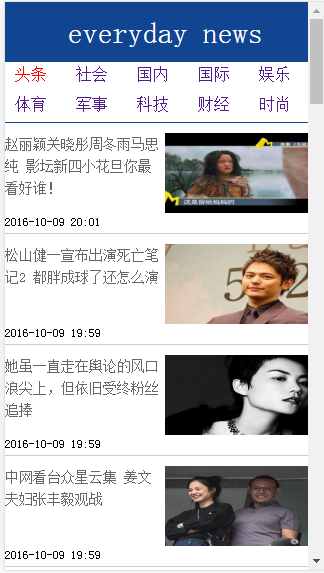 everyday news
头条 社会 国内 国际 娱乐
体育 军事 科技 财经 时尚
赵丽颖关晓彤周冬雨马思
纯 影坛新四小花旦你最
看好谁!
2016-10-09 20:01
这是留给妈妈的
松山健一宣布出演死亡笔
记2 都胖成球了还怎么演
2016-10-09 19:59
她虽一直走在舆论的风口
浪尖上，但依旧受终粉丝
追捧
2016-10-09 19:59
中网看台众星云集 姜文
夫妇张丰毅观战
2016-10-09 19:59